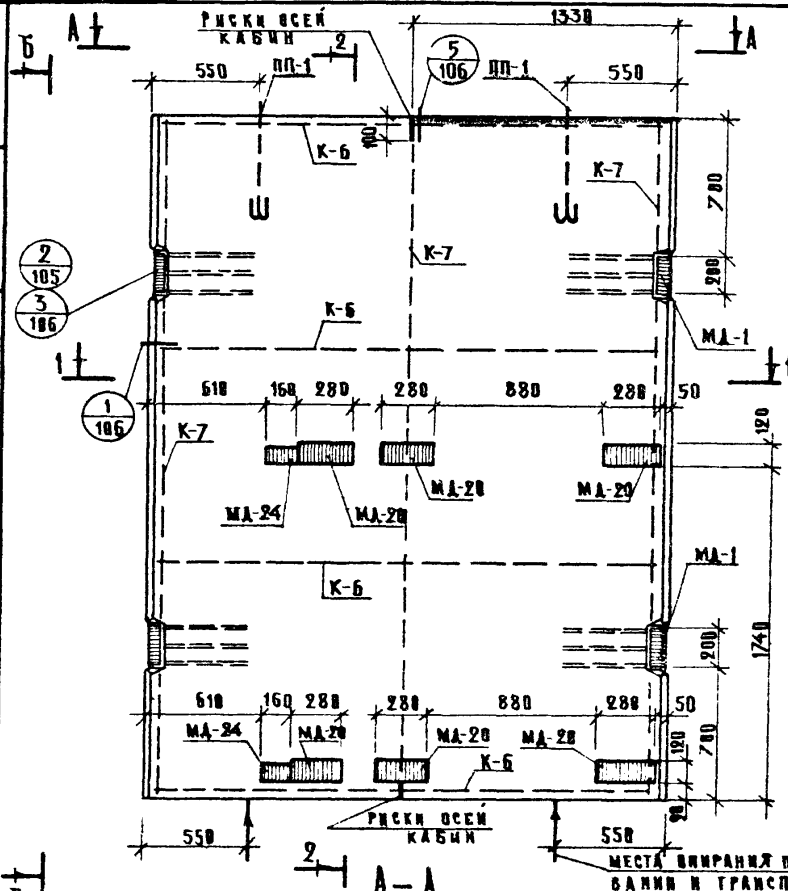 РИСКИ ОСЕЙ
КАБИН
1330
Б
А
А
2
5
106
550
ПП-1
ПП-1
550
100
К-6
К-7
780
К-7
2
105
3
106
200
К-6
МД-1
1
1
1
106
610
160
280
280
880
280
50
120
К-7
МД-24
МД-20
МД-20
МД-20
МД-1
К-6
200
1740
610
160
280
280
880
280
50
МД-24
МД-20
МД-20
МД-20
К-6
120
780
РИСКИ ОСЕЙ
КАБИН
550
550
2
А — А
МЕСТА ОПИРАНИЯ